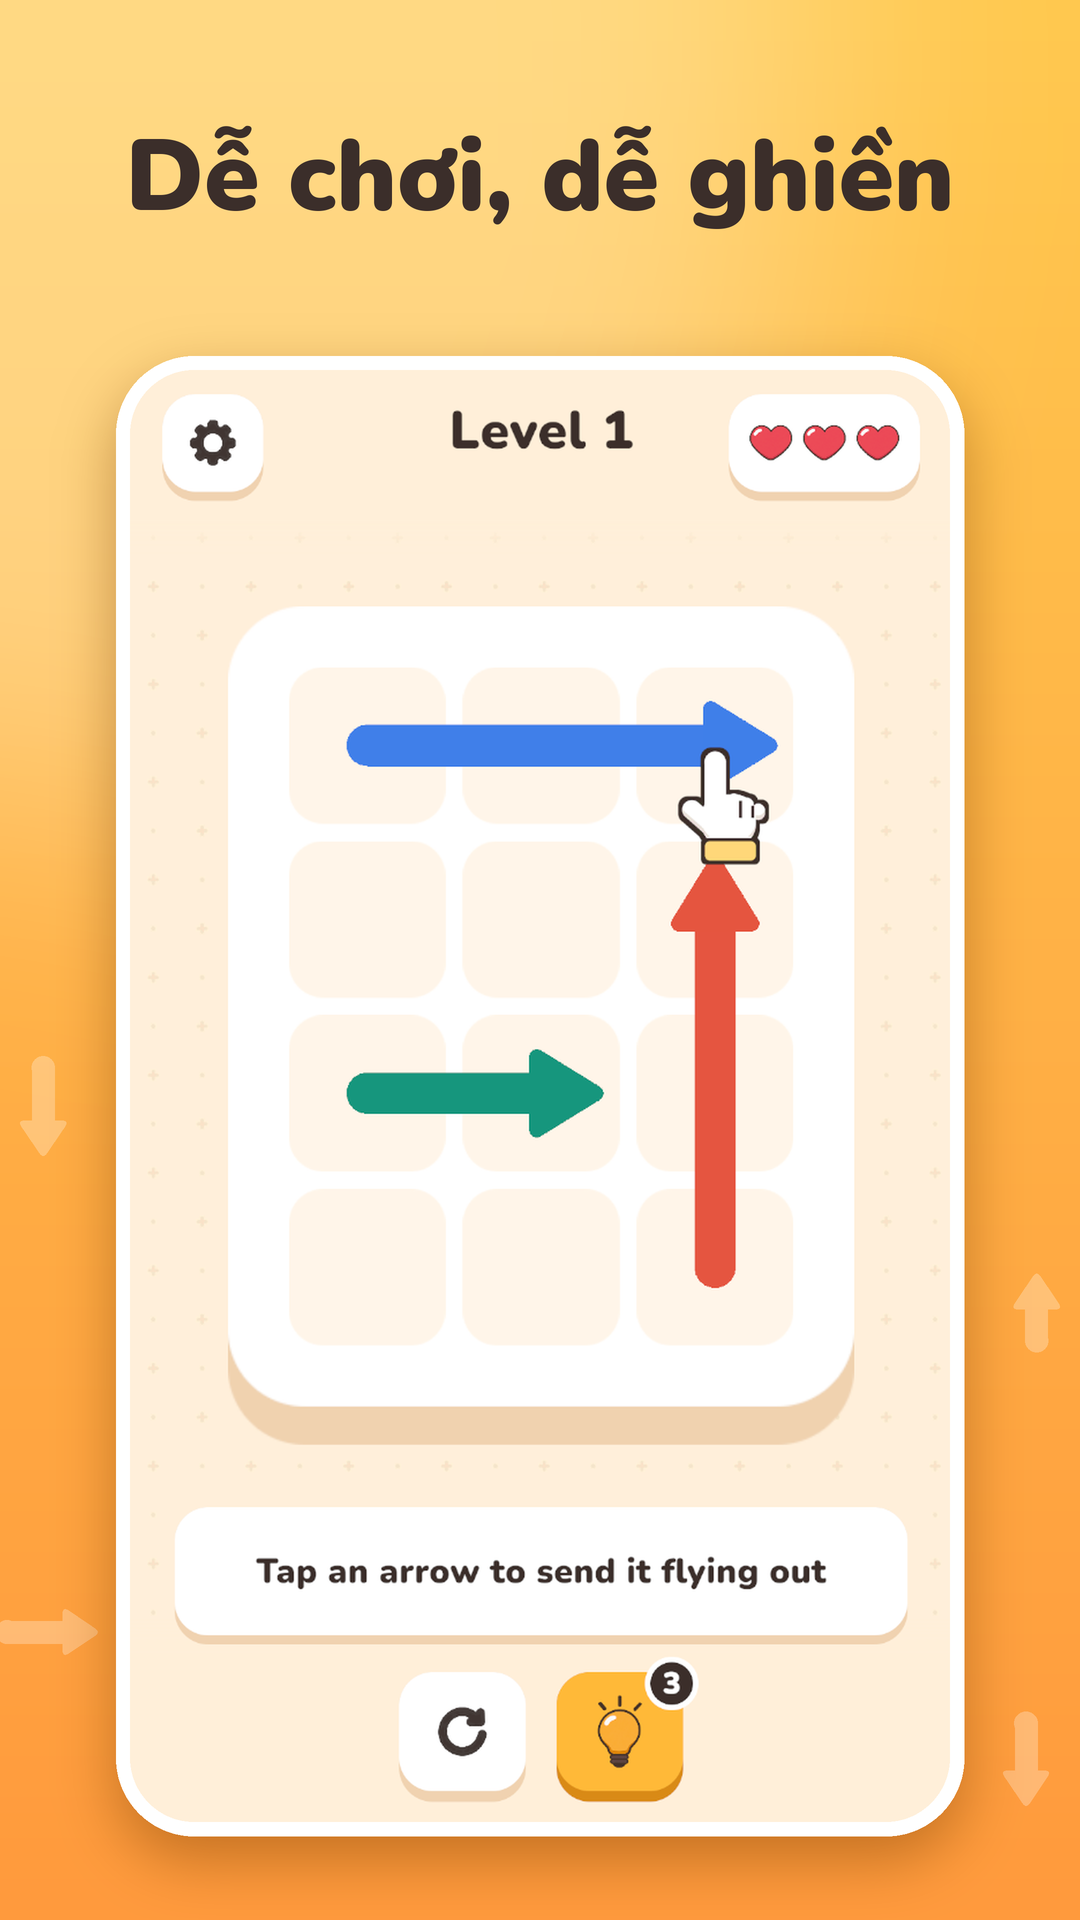 Dễ chơi, dễ ghiền
Level 1
Tap an arrow to send it flying out
3